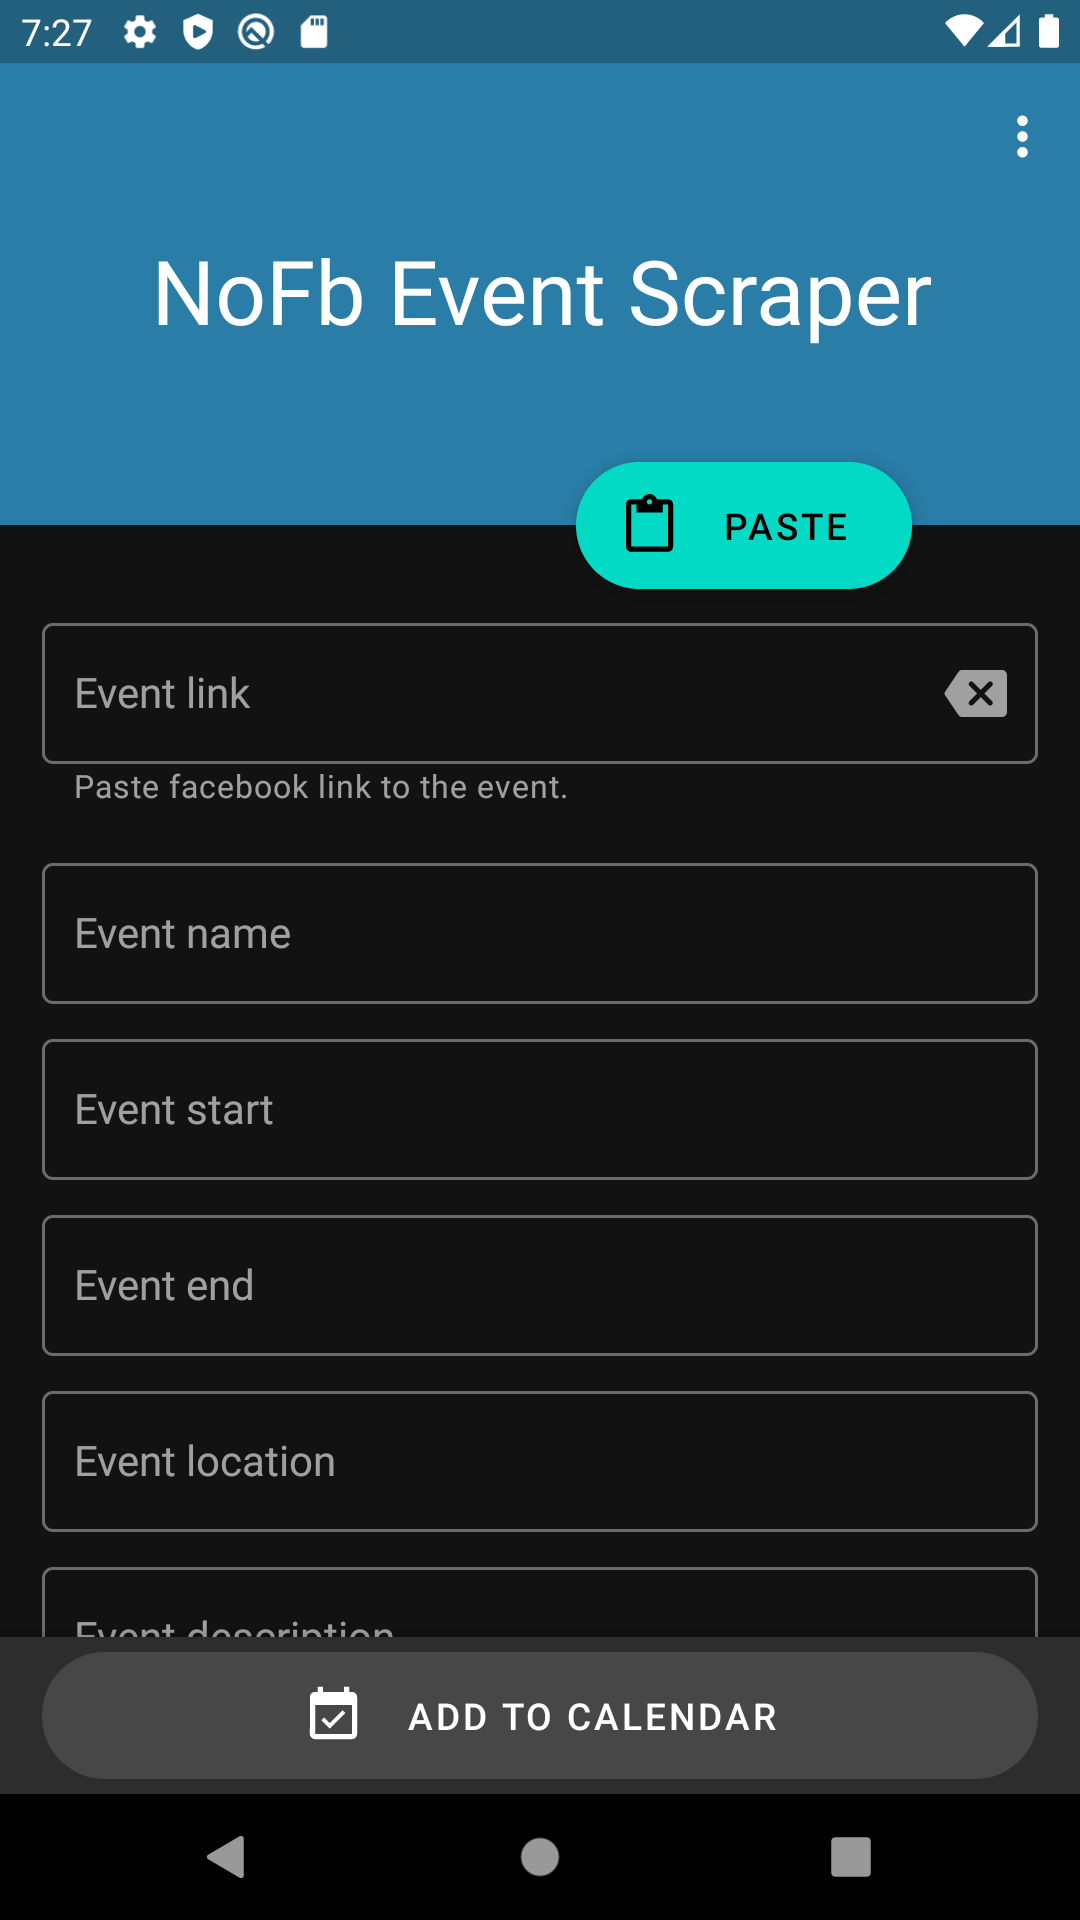 7:27
NoFb Event Scraper
PASTE
Event link
Paste facebook link to the event.
Event name
Event start
Event end
Event location
Event description
ADD TO CALENDAR